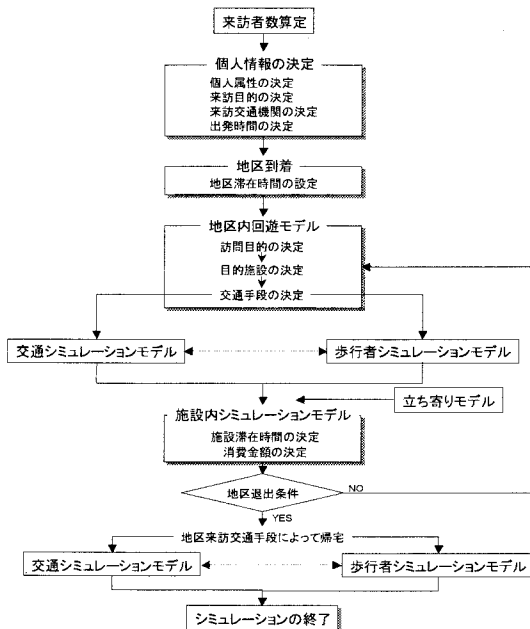 来訪者数算定
個人情報の決定
個人属性の決定
来訪目的の決定
来訪交通機関の決定
出発時間の決定
地区到着
地区滞在時間の設定
地区内回遊モデル
訪問目的の決定
目的施設の決定
交通手段の決定
交通シミュレーションモデル
歩行者シミュレーションモデル
立ち寄りモデル
施設内シミュレーションモデル
施設滞在時間の決定
消費金額の決定
地区退出条件
NO
YES
地区来訪交通手段によって帰宅
交通シミュレーションモデル
歩行者シミュレーションモデル
シミュレーションの終了